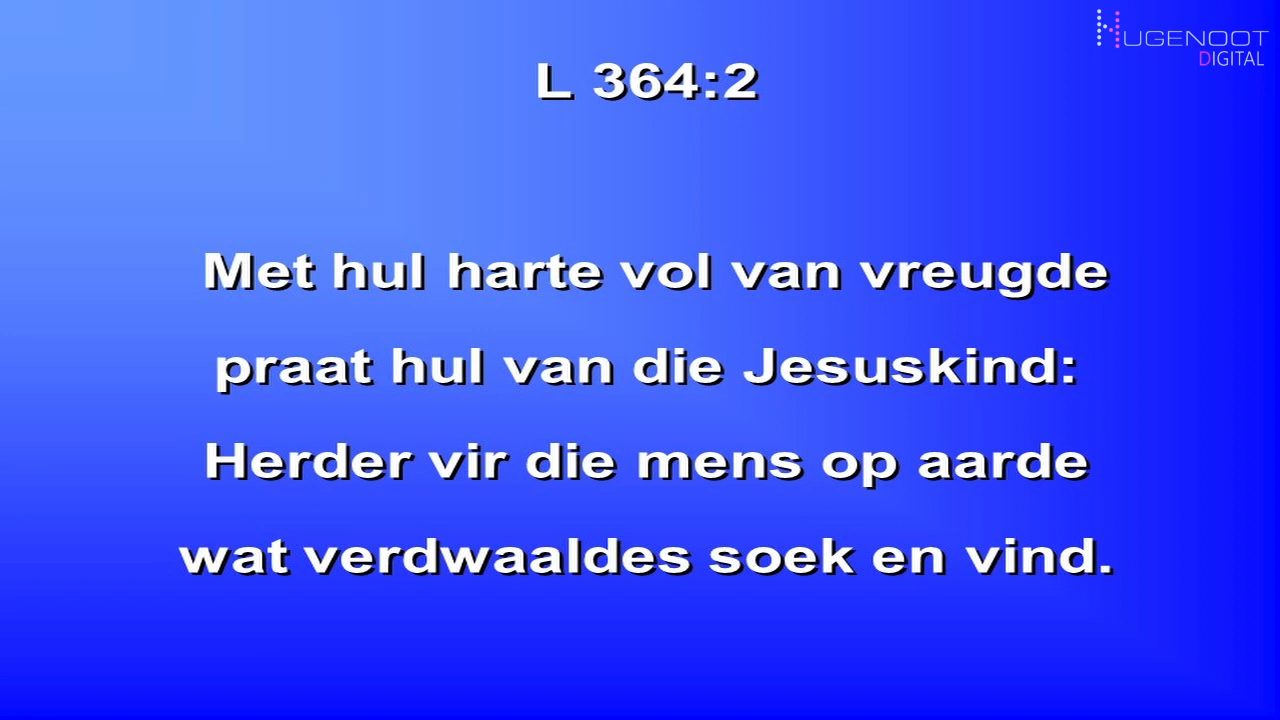 HUGENOOT
DIGITAL
L 364:2
Met hul harte vol van vreugde
praat hul van die Jesuskind:
Herder vir die mens op aarde
wat verdwaaldes soek en vind.